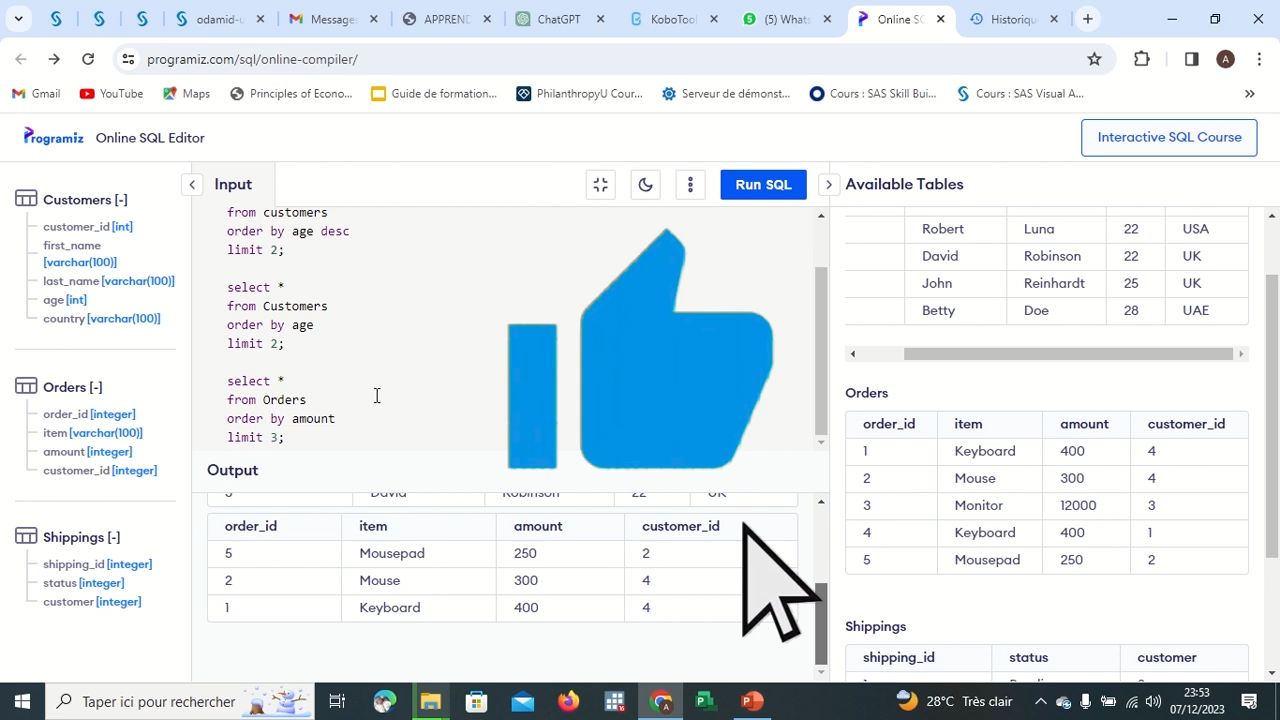 odamid-u
Messages
APPREND
ChatGPT
KoboTool
(5) Whats
Online SQ
Historiqu
programiz.com/sql/online-compiler/
A
Gmail
YouTube
Maps
Principles of Econo...
Guide de formation...
PhilanthropyU Cour...
Serveur de démonst...
Cours : SAS Skill Bui...
Cours : SAS Visual A...
Programiz
Online SQL Editor
Interactive SQL Course
Customers [-]
customer_id [int]
first_name
[varchar(100)]
last_name [varchar(100)]
age [int]
country [varchar(100)]
Orders [-]
order_id [integer]
item [varchar(100)]
amount [integer]
customer_id [integer]
Shippings [-]
shipping_id [integer]
status [integer]
customer [integer]
Input
Run SQL
from customers
order by age desc
limit 2;
select *
from Customers
order by age
limit 2;
select *
from Orders
order by amount
limit 3;
Output
David Robinson 22 UK
order_id item amount customer_id
5 Mousepad 250 2
2 Mouse 300 4
1 Keyboard 400 4
Available Tables
Robert Luna 22 USA
David Robinson 22 UK
John Reinhardt 25 UK
Betty Doe 28 UAE
Orders
order_id item amount customer_id
1 Keyboard 400 4
2 Mouse 300 4
3 Monitor 12000 3
4 Keyboard 400 1
5 Mousepad 250 2
Shippings
shipping_id status customer
Taper ici pour rechercher
28°C Très clair
23:53
07/12/2023